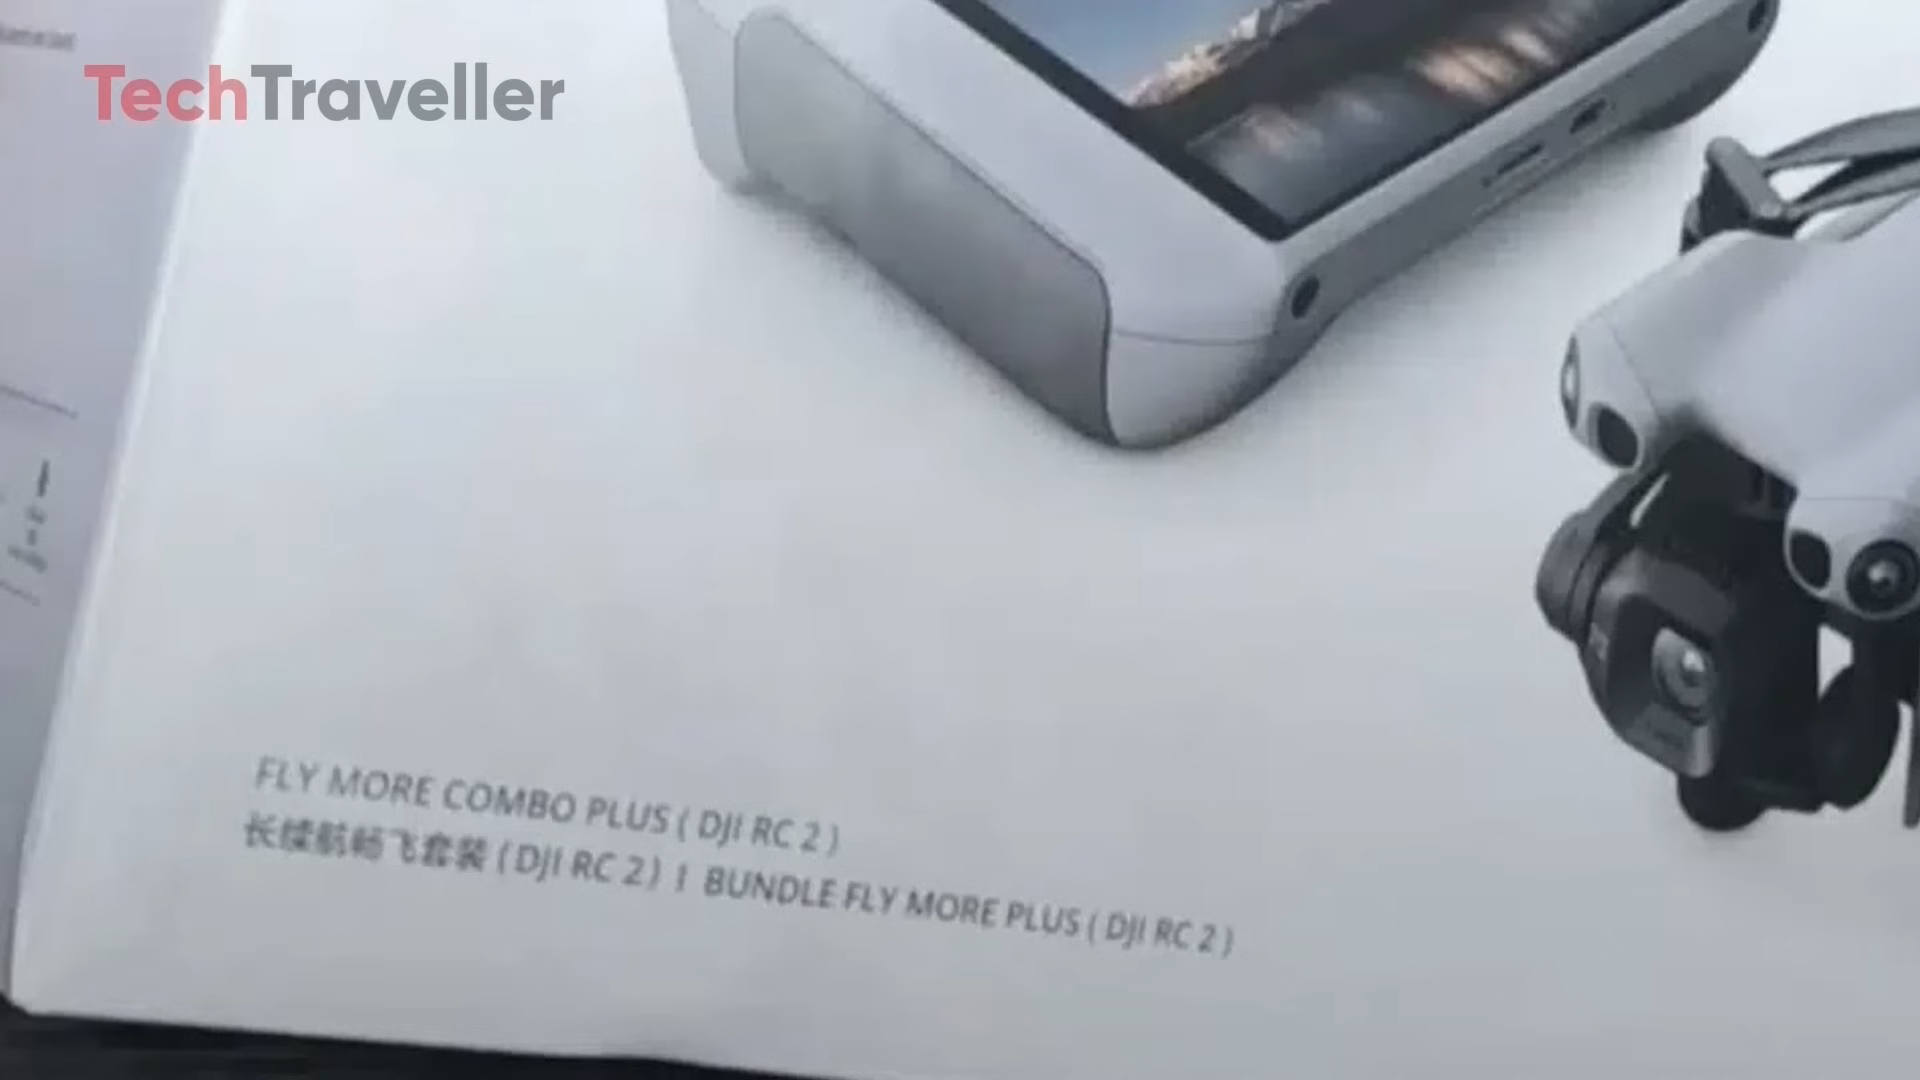 TechTraveller
FLY MORE COMBO PLUS ( DJI RC 2 )
长续航畅飞套装 ( DJI RC 2 ) | BUNDLE FLY MORE PLUS ( DJI RC 2 )